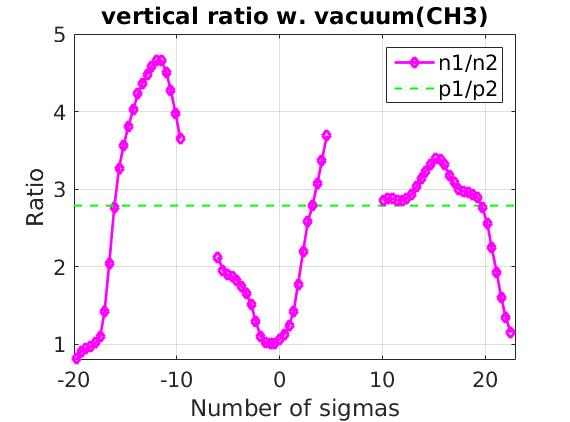 vertical ratio w. vacuum(CH3)
5
n1/n2
p1/p2
4
3
2
1
Ratio
-20 -10 0 10 20
Number of sigmas